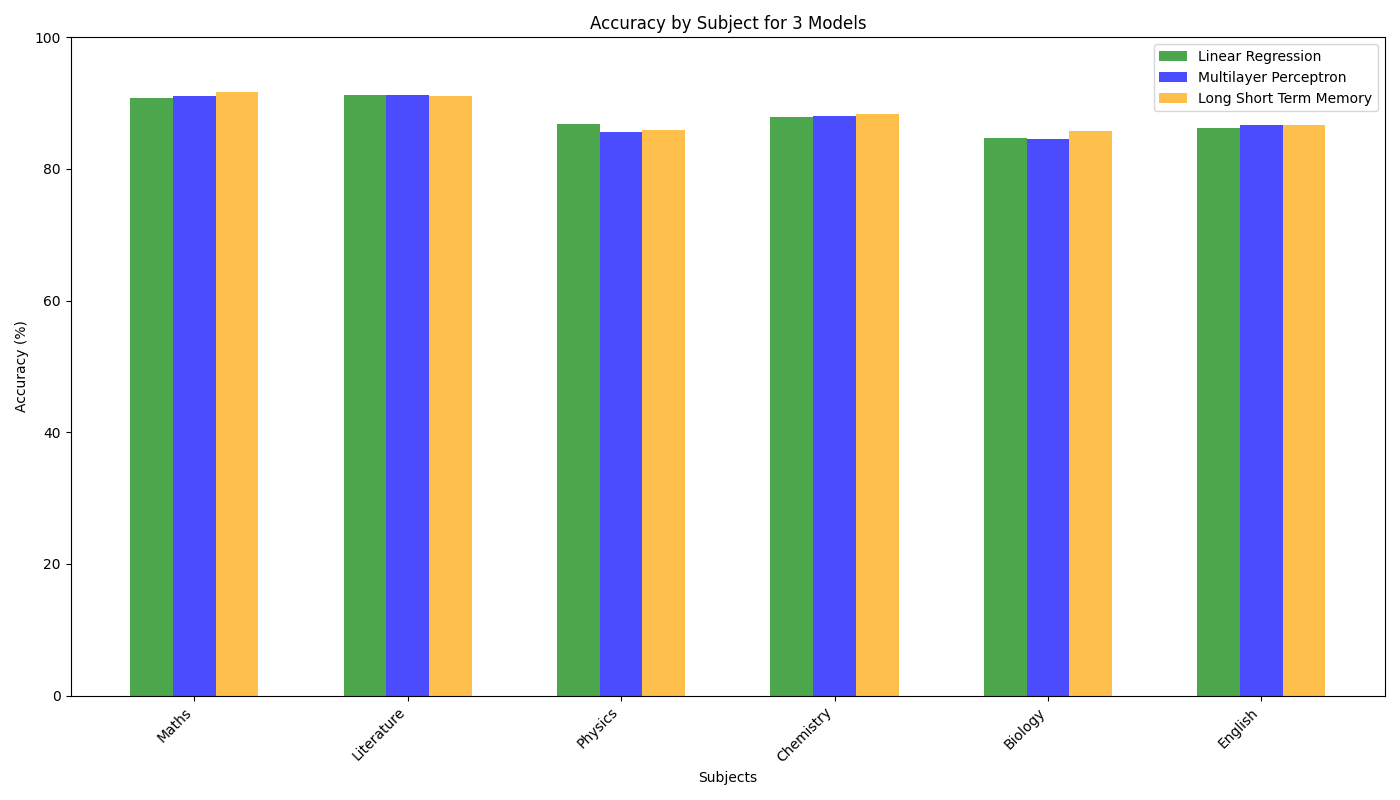 Accuracy by Subject for 3 Models
Linear Regression
Multilayer Perceptron
Long Short Term Memory
Accuracy (%)
100
80
60
40
20
0
Maths
Literature
Physics
Chemistry
Biology
English
Subjects